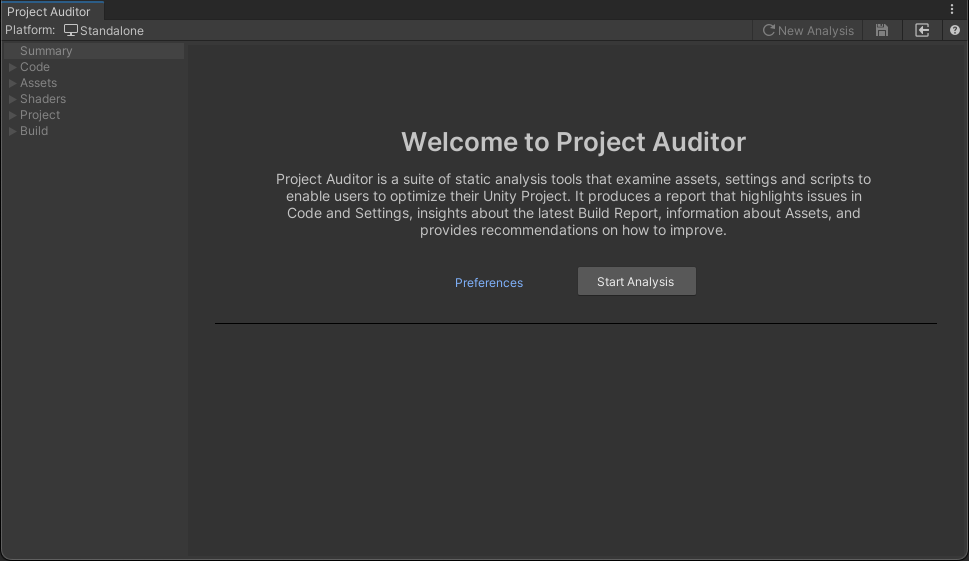 Project Auditor
Platform: Standalone
New Analysis
Summary
Code
Assets
Shaders
Project
Build
Welcome to Project Auditor
Project Auditor is a suite of static analysis tools that examine assets, settings and scripts to
enable users to optimize their Unity Project. It produces a report that highlights issues in
Code and Settings, insights about the latest Build Report, information about Assets, and
provides recommendations on how to improve.
Preferences
Start Analysis